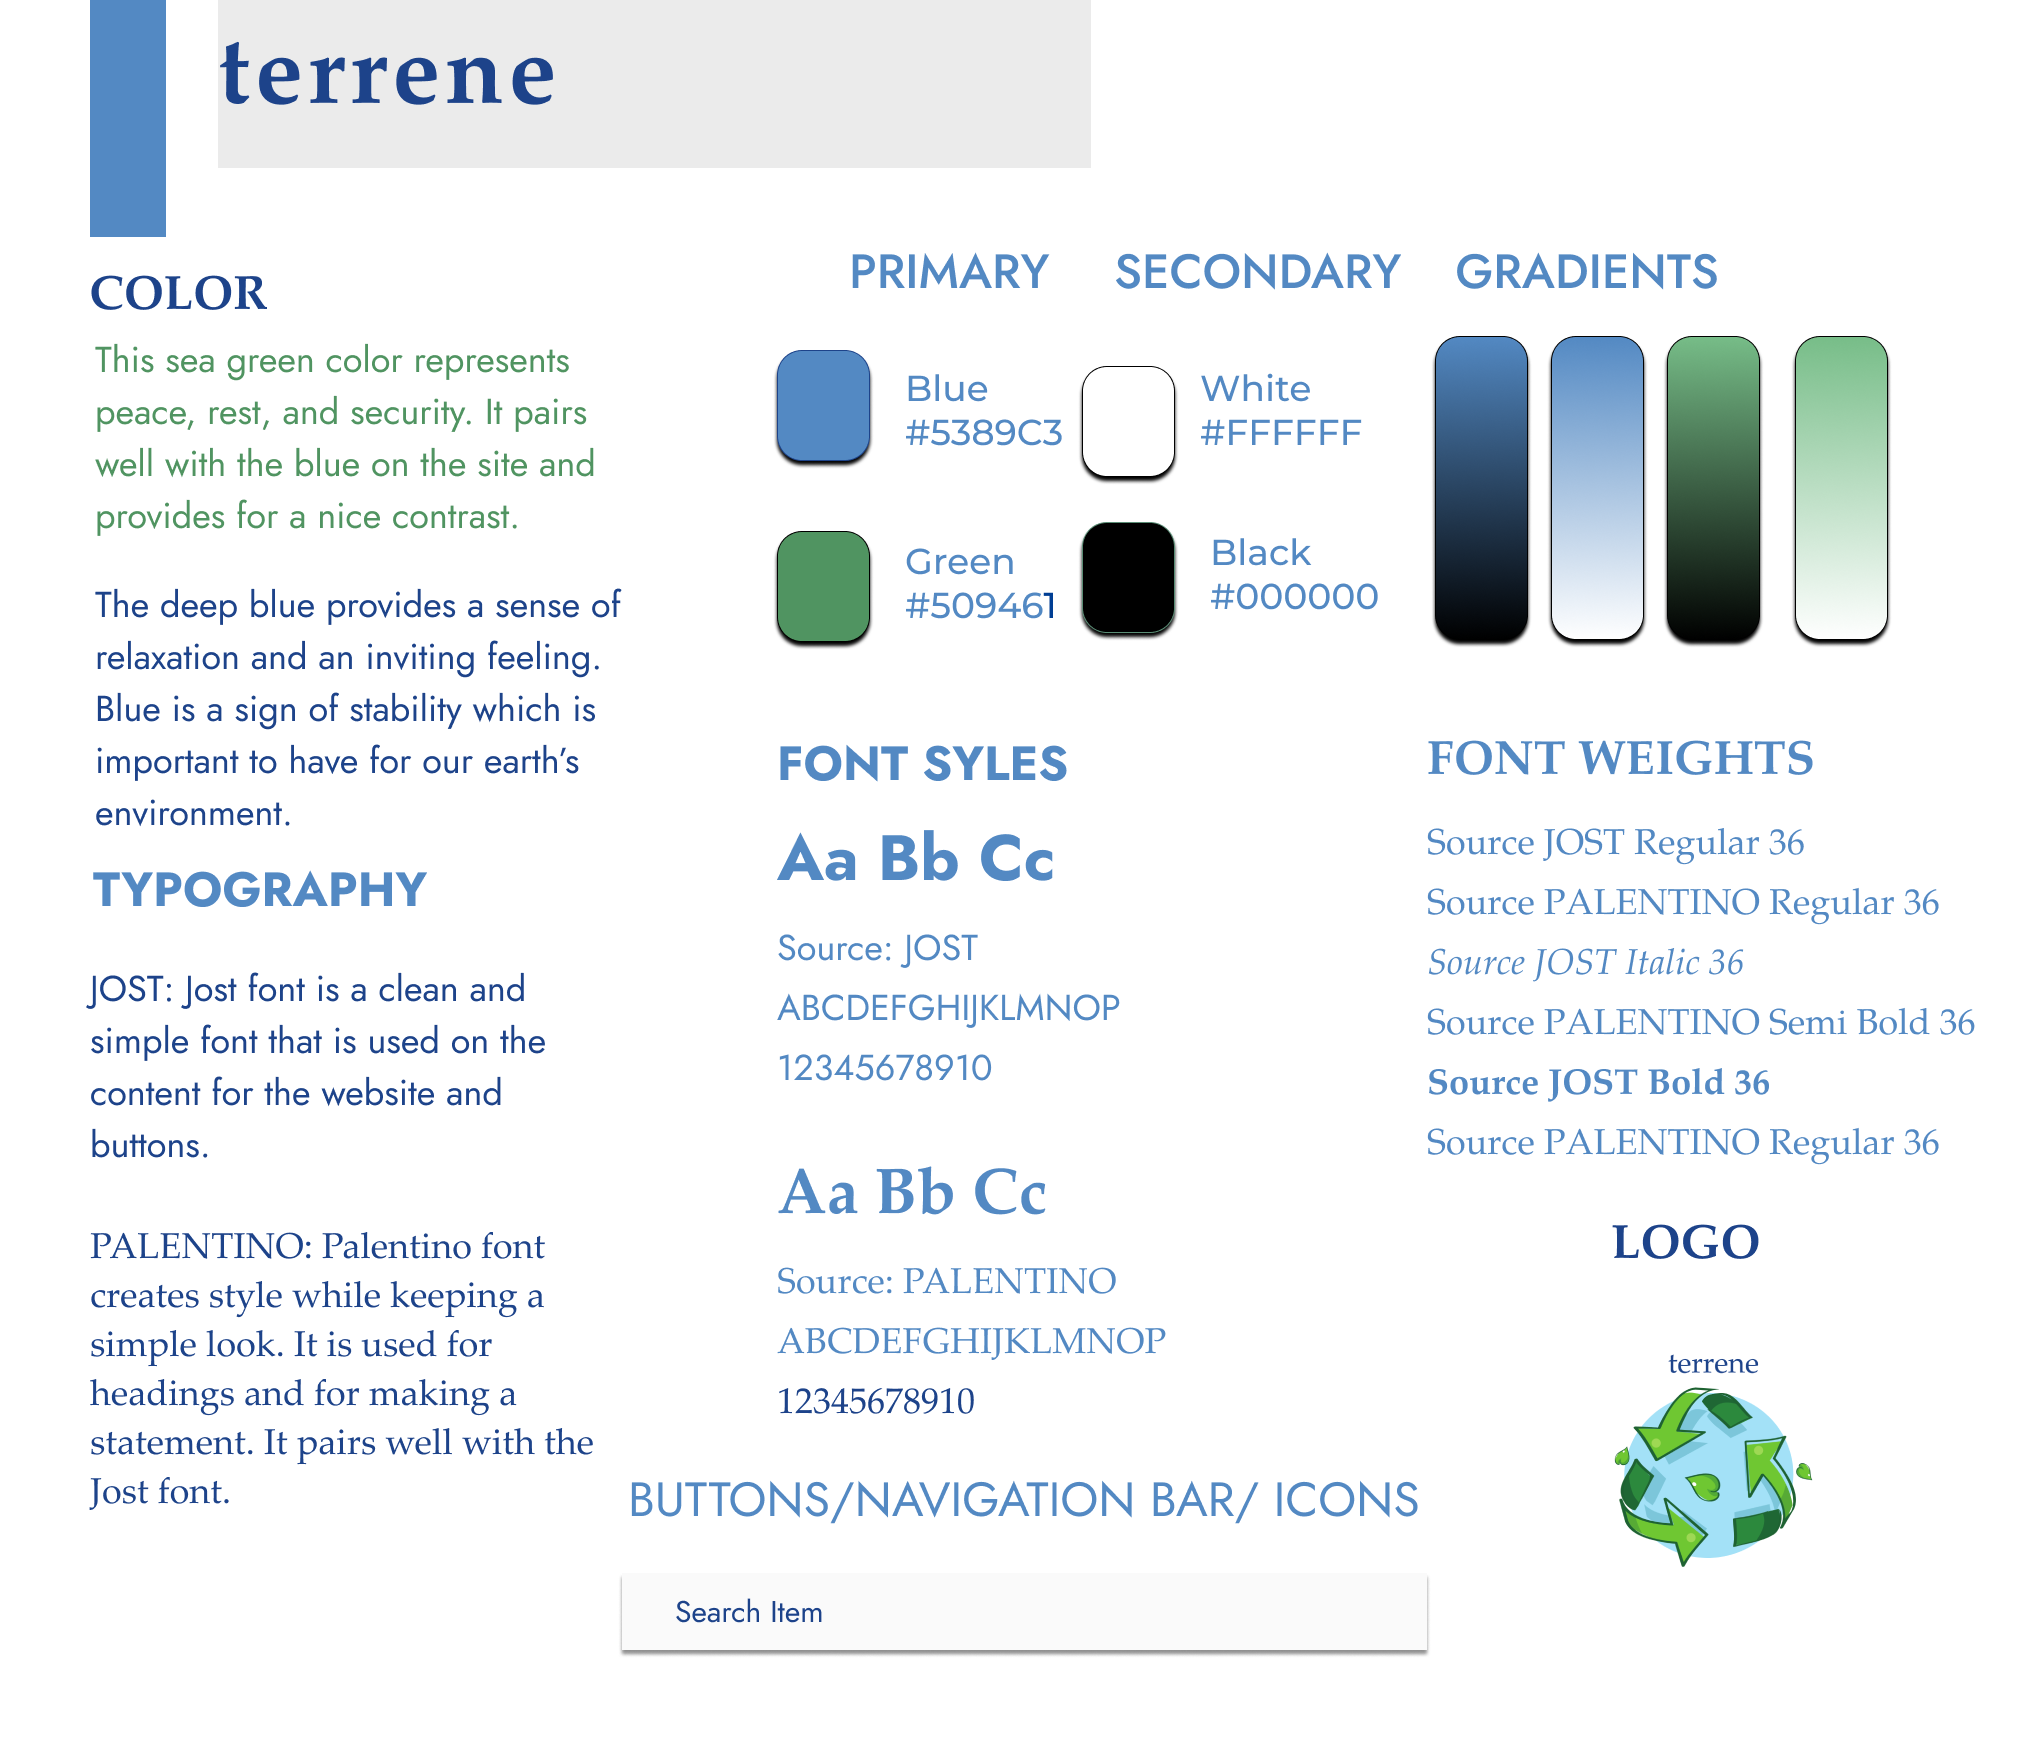 terrene
COLOR
This sea green color represents
peace, rest, and security. It pairs
well with the blue on the site and
provides for a nice contrast.
The deep blue provides a sense of
relaxation and an inviting feeling.
Blue is a sign of stability which is
important to have for our earth’s
environment.
TYPOGRAPHY
JOST: Jost font is a clean and
simple font that is used on the
content for the website and
buttons.
PALENTINO: Palentino font
creates style while keeping a
simple look. It is used for
headings and for making a
statement. It pairs well with the
Jost font.
PRIMARY
Blue
#5389C3
Green
#509461
SECONDARY
White
#FFFFFF
Black
#000000
GRADIENTS
FONT SYLES
Aa Bb Cc
Source: JOST
ABCDEFGHIJKLMNOP
12345678910
Aa Bb Cc
Source: PALENTINO
ABCDEFGHIJKLMNOP
12345678910
FONT WEIGHTS
Source JOST Regular 36
Source PALENTINO Regular 36
Source JOST Italic 36
Source PALENTINO Semi Bold 36
Source JOST Bold 36
Source PALENTINO Regular 36
LOGO
terrene
BUTTONS/NAVIGATION BAR/ ICONS
Search Item